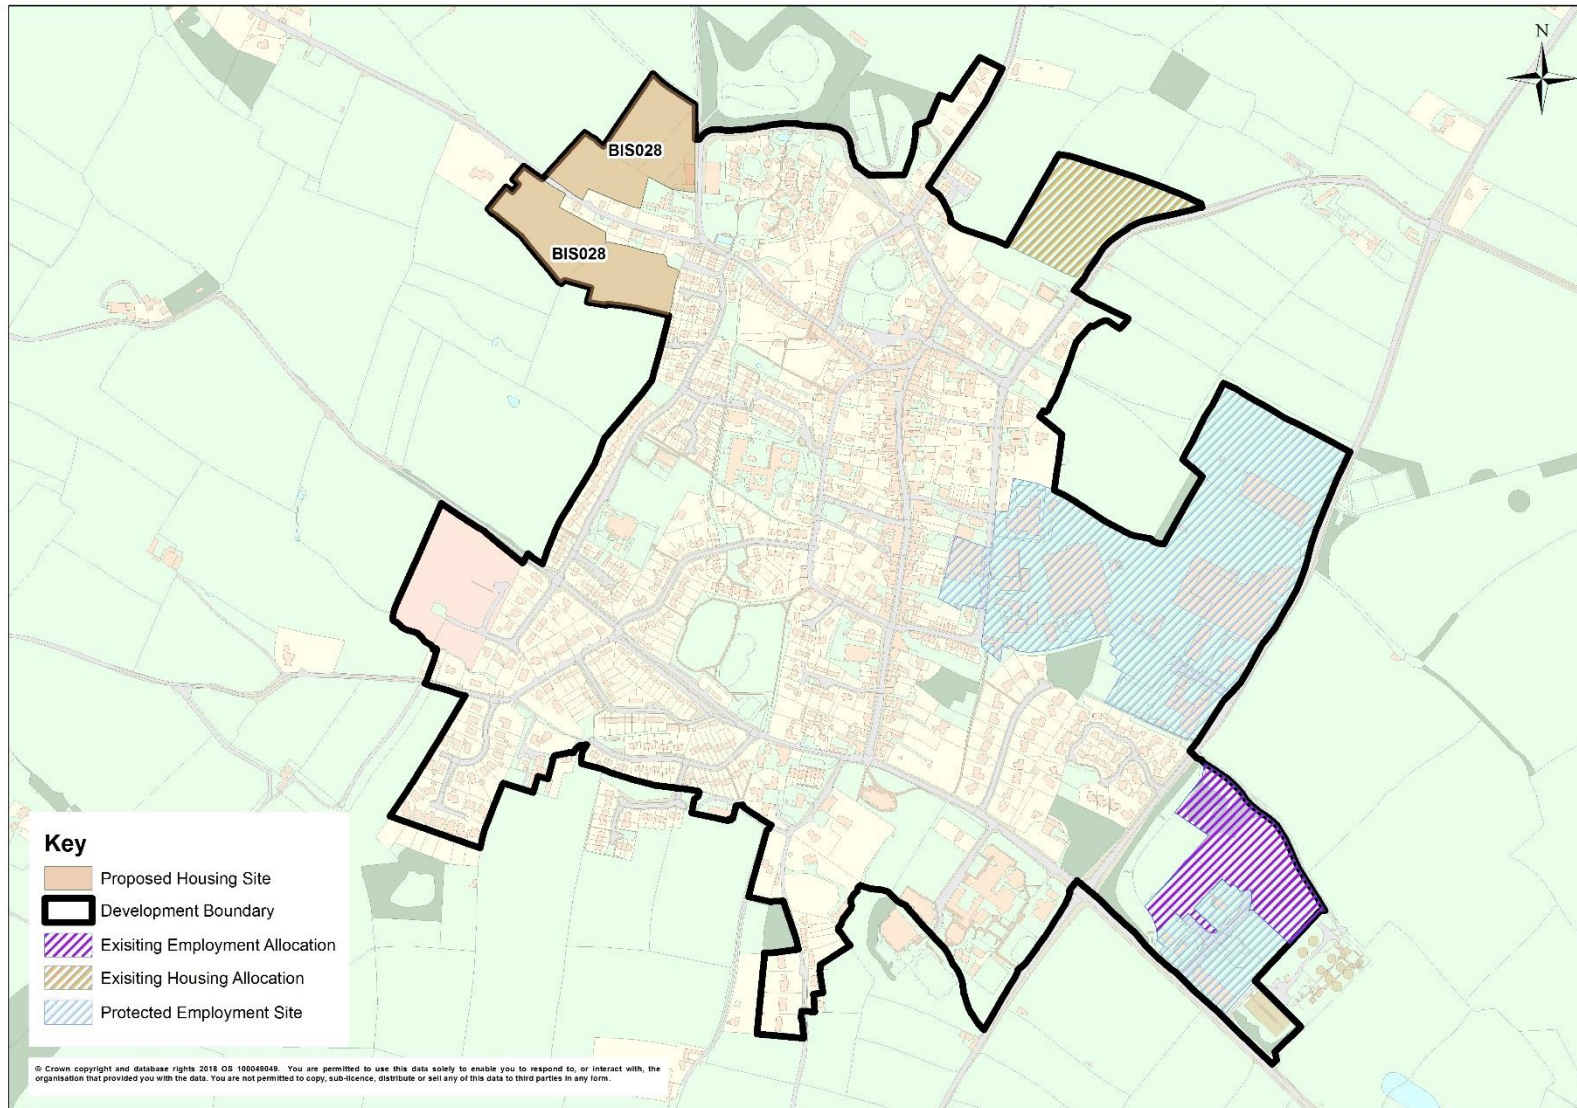 N
BIS028
BIS028
Key
Proposed Housing Site
Development Boundary
Exisiting Employment Allocation
Exisiting Housing Allocation
Protected Employment Site
© Crown copyright and database rights 2018 OS 100049049. You are permitted to use this data solely to enable you to respond to, or interact with, the
organisation that provided you with the data. You are not permitted to copy, sub-licence, distribute or sell any of this data to third parties in any form.